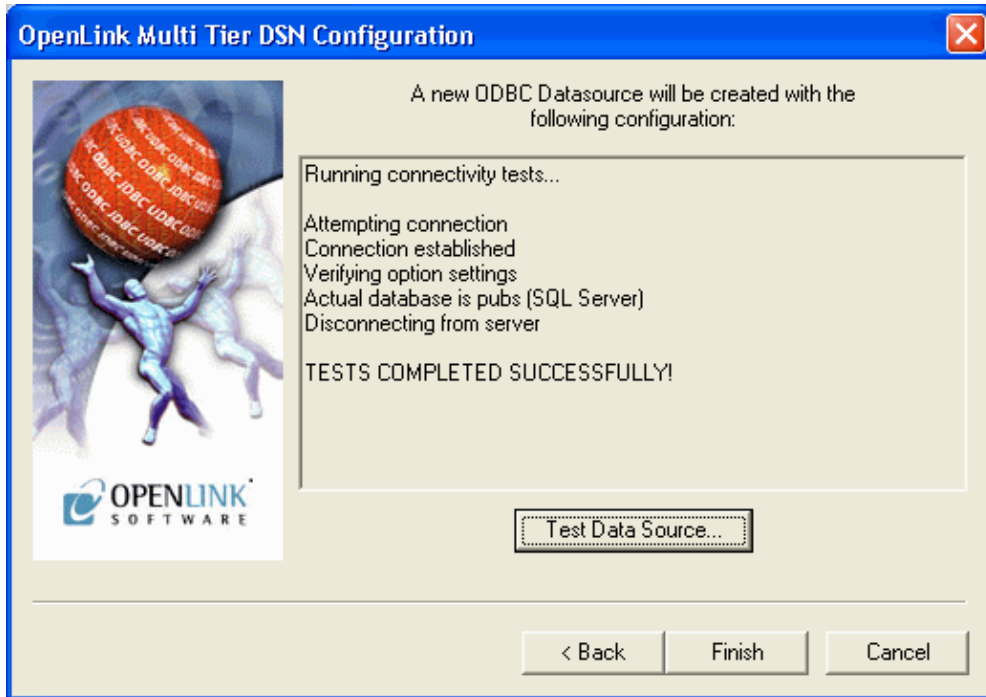 OpenLink Multi Tier DSN Configuration
A new ODBC Datasource will be created with the
following configuration:
Running connectivity tests...
Attempting connection
Connection established
Verifying option settings
Actual database is pubs (SQL Server)
Disconnecting from server
TESTS COMPLETED SUCCESSFULLY!
OPENLINK
SOFTWARE
Test Data Source...
< Back
Finish
Cancel